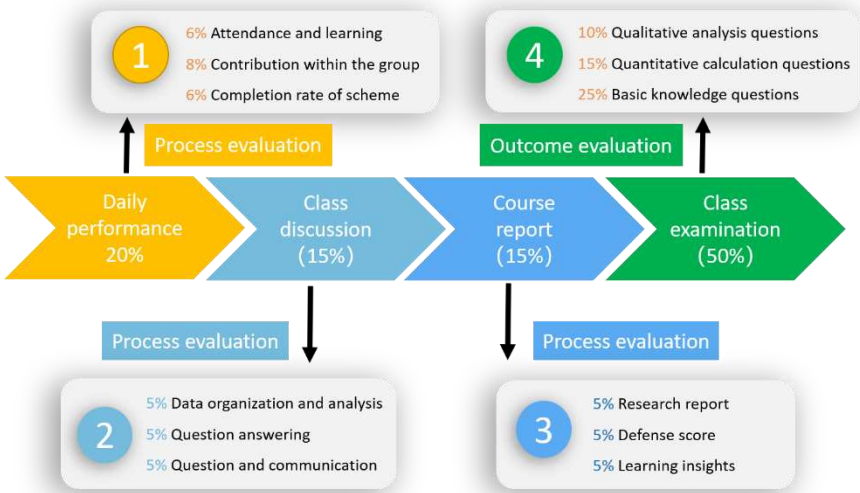 1
6% Attendance and learning
8% Contribution within the group
6% Completion rate of scheme
4
10% Qualitative analysis questions
15% Quantitative calculation questions
25% Basic knowledge questions
Process evaluation
Outcome evaluation
Daily
performance
20%
Class
discussion
(15%)
Course
report
(15%)
Class
examination
(50%)
Process evaluation
Process evaluation
2
5% Data organization and analysis
5% Question answering
5% Question and communication
3
5% Research report
5% Defense score
5% Learning insights